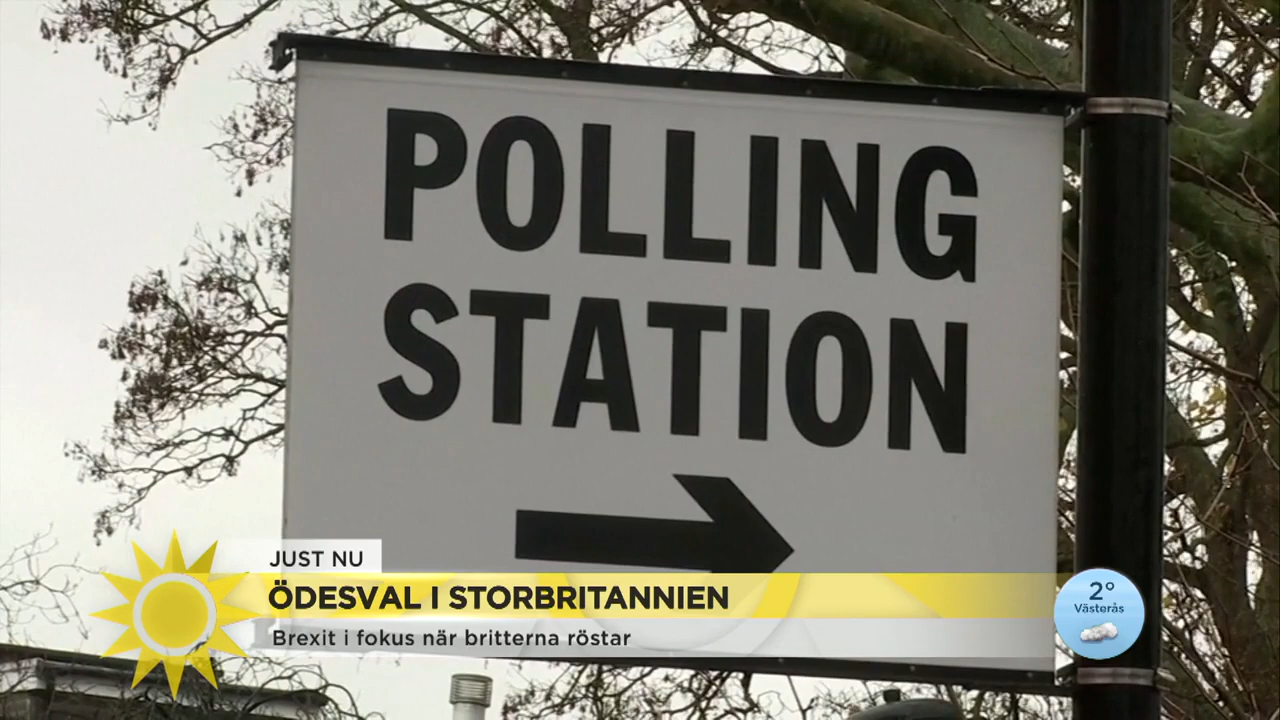 POLLING
STATION
JUST NU
ÖDESVAL I STORBRITANNIEN
Brexit i fokus när britterna röstar
2°
Västerås